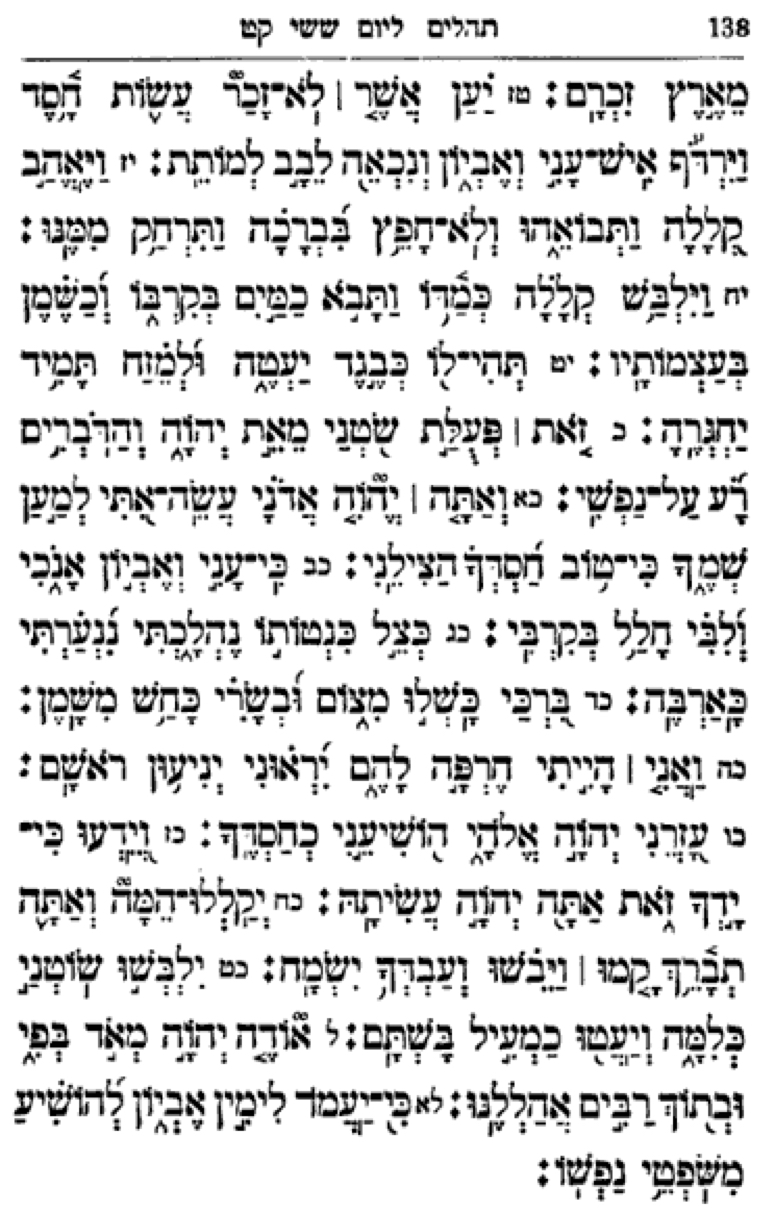 138 תהלים ליום ששי קט
מֵאֶרֶץ זִכְרָם׃ טז יַעַן אֲשֶׁר | לֹא־זָכַר עֲשׂוֹת חָסֶד
וַיִּרְדֹּף אִישׁ־עָנִי וְאֶבְיוֹן וְנִכְאֵה לֵבָב לְמוֹתֵת׃ יז וַיֶּאֱהַב
קְלָלָה וַתְּבוֹאֵהוּ וְלֹא־חָפֵץ בִּבְרָכָה וַתִּרְחַק מִמֶּנּוּ׃
יח וַיִּלְבַּשׁ קְלָלָה כְּמַדּוֹ וַתָּבֹא כַמַּיִם בְּקִרְבּוֹ וְכַשֶּׁמֶן
בְּעַצְמוֹתָיו׃ יט תְּהִי־לוֹ כְּבֶגֶד יַעְטֶה וּלְמֵזַח תָּמִיד
יַחְגְּרֶהָ׃ כ זֹאת | פְּעֻלַּת שֹׂטְנַי מֵאֵת יְהוָה וְהַדֹּבְרִים
רָע עַל־נַפְשִׁי׃ כא וְאַתָּה | יְהוִה אֲדֹנָי עֲשֵׂה־אִתִּי לְמַעַן
שְׁמֶךָ כִּי־טוֹב חַסְדְּךָ הַצִּילֵנִי׃ כב כִּי־עָנִי וְאֶבְיוֹן אָנֹכִי
וְלִבִּי חָלַל בְּקִרְבִּי׃ כג כְּצֵל כִּנְטוֹתוֹ נֶהֱלָכְתִּי נִנְעַרְתִּי
כָּאַרְבֶּה׃ כד בִּרְכַּי כָּשְׁלוּ מִצּוֹם וּבְשָׂרִי כָּחַשׁ מִשָּׁמֶן׃
כה וַאֲנִי | הָיִיתִי חֶרְפָּה לָהֶם יִרְאוּנִי יְנִיעוּן רֹאשָׁם׃
כו עָזְרֵנִי יְהוָה אֱלֹהָי הוֹשִׁיעֵנִי כְחַסְדֶּךָ׃ כז וְיֵדְעוּ כִּי־
יָדְךָ זֹּאת אַתָּה יְהוָה עֲשִׂיתָהּ׃ כח יְקַלְלוּ־הֵמָּה וְאַתָּה
תְבָרֵךְ קָמוּ | וַיֵּבֹשׁוּ וְעַבְדְּךָ יִשְׂמָח׃ כט יִלְבְּשׁוּ שׂוֹטְנַי
כְּלִמָּה וְיַעֲטוּ כַמְעִיל בָּשְׁתָּם׃ ל אוֹדֶה יְהוָה מְאֹד בְּפִי
וּבְתוֹךְ רַבִּים אֲהַלְלֶנּוּ׃ לא כִּי־יַעֲמֹד לִימִין אֶבְיוֹן לְהוֹשִׁיעַ
מִשֹּׁפְטֵי נַפְשׁוֹ׃